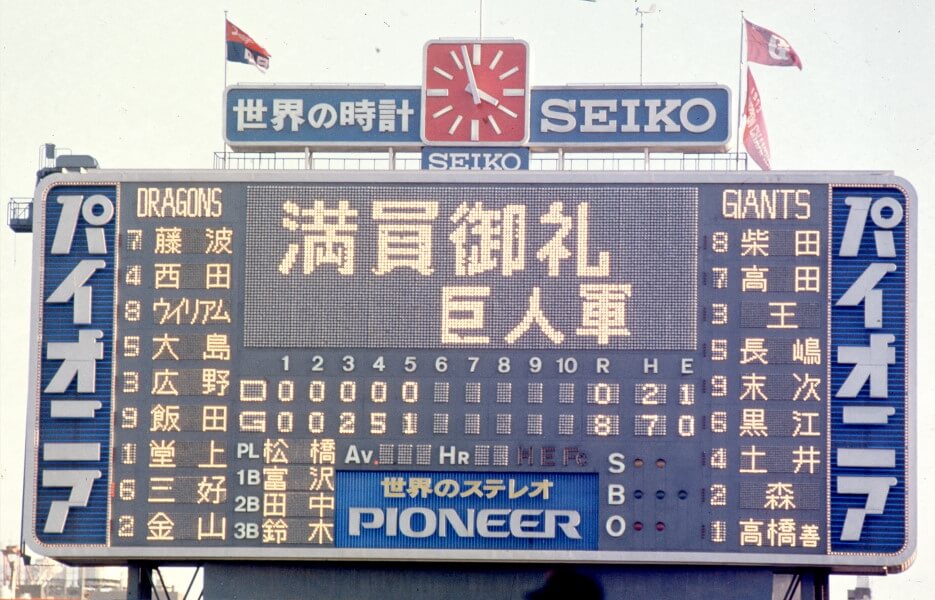 世界の時計
SEIKO
SEIKO
パイオニア
DRAGONS
7 藤波
4 西田
8 ウイリアム
5 大島
3 広野
9 飯田
1 堂上
6 三好
2 金山
満員御礼
巨人軍
1 2 3 4 5 6 7 8 9 10 R H E
D 0 0 0 0 0 0 2 1
G 0 0 2 5 1 8 7 0
PL 松橋
1B 富沢
2B 田中
3B 鈴木
AV. HR H E FC
世界のステレオ
PIONEER
S
B
O
GIANTS
8 柴田
7 高田
3 王
5 長嶋
9 末次
6 黒江
4 土井
2 森
1 高橋善
パイオニア